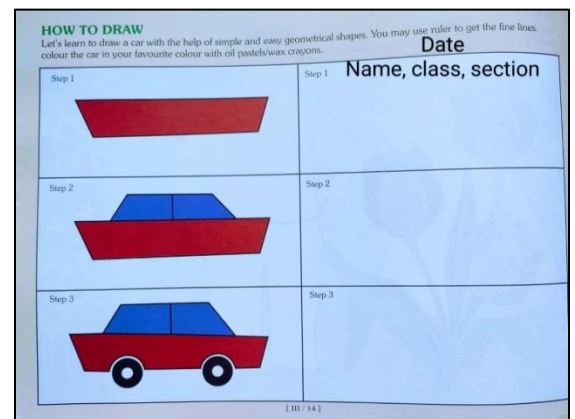 HOW TO DRAW
Let's learn to draw a car with the help of simple and easy geometrical shapes. You may use ruler to get the fine lines.
colour the car in your favourite colour with oil pastels/wax crayons.
Date
Name, class, section
Step 1
Step 1
Step 2
Step 2
Step 3
Step 3
[ III / 14 ]